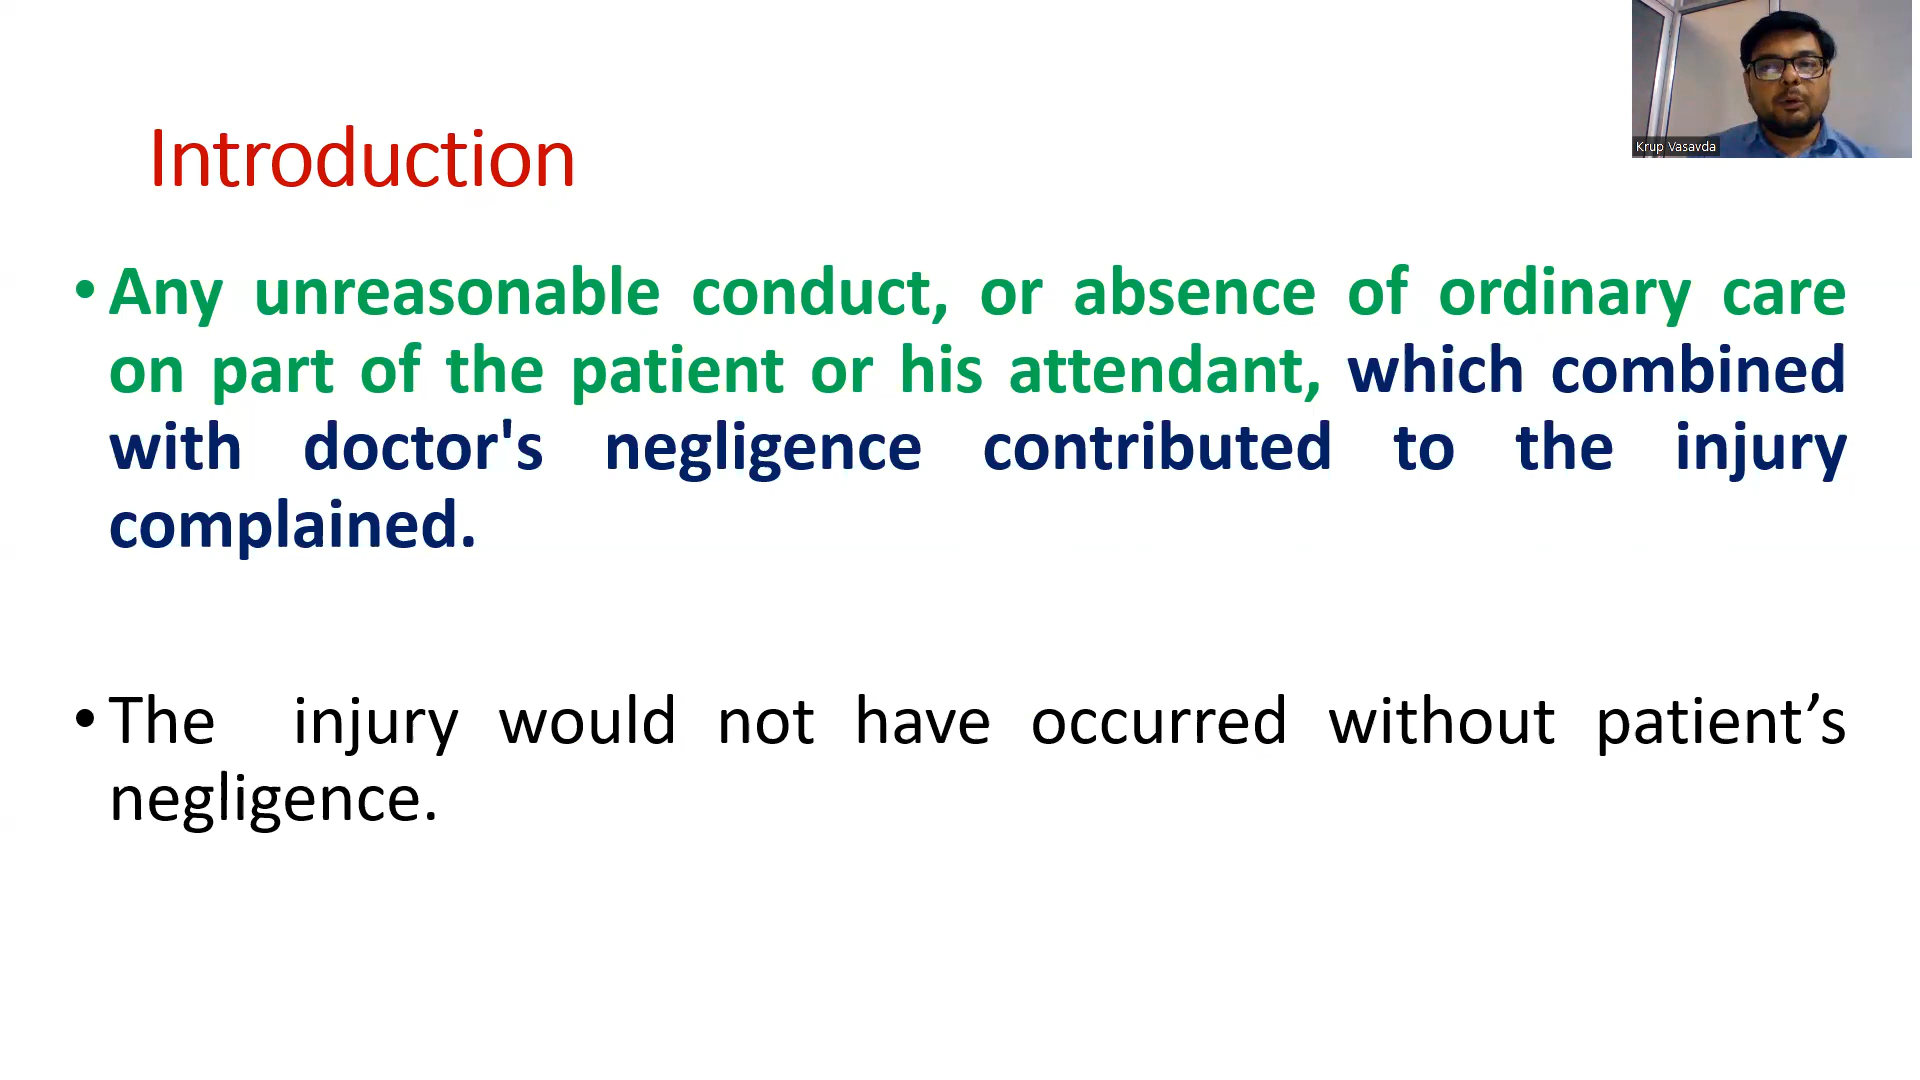 Krup Vasavda
Introduction
• Any unreasonable conduct, or absence of ordinary care
on part of the patient or his attendant, which combined
with doctor's negligence contributed to the injury
complained.
• The injury would not have occurred without patient’s
negligence.